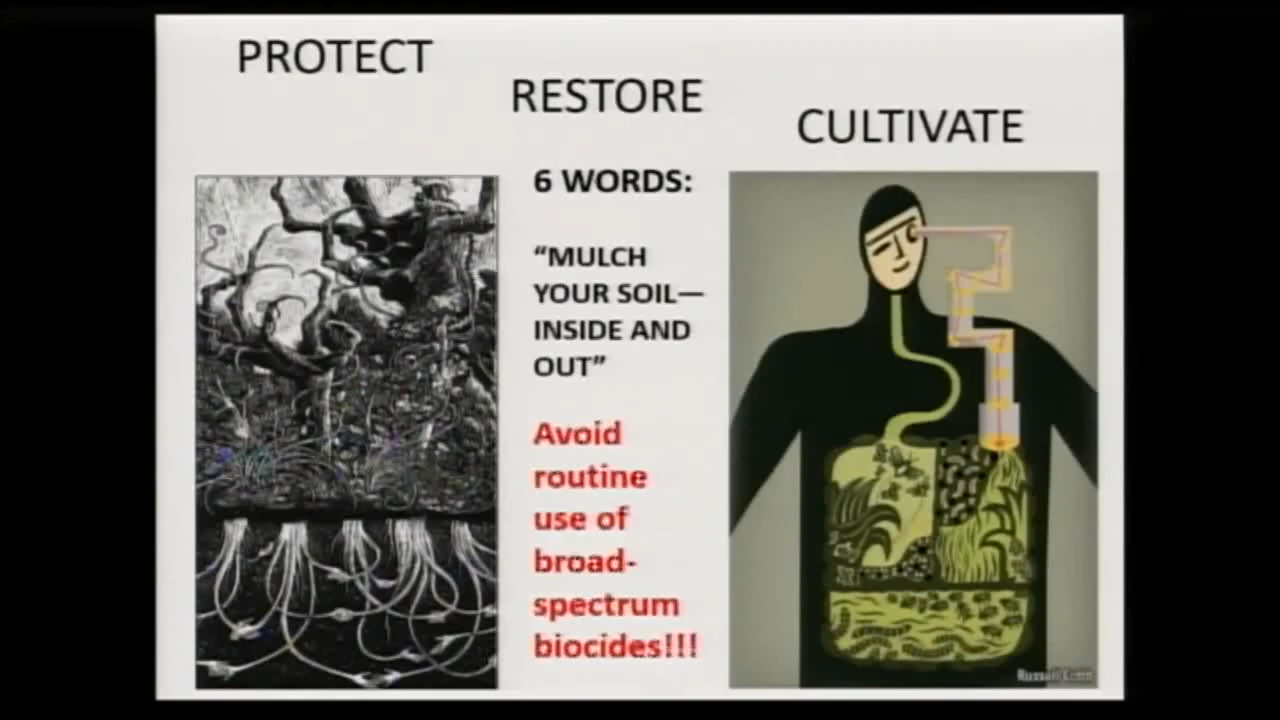 PROTECT
RESTORE
CULTIVATE
6 WORDS:
“MULCH
YOUR SOIL—
INSIDE AND
OUT”
Avoid
routine
use of
broad-
spectrum
biocides!!!